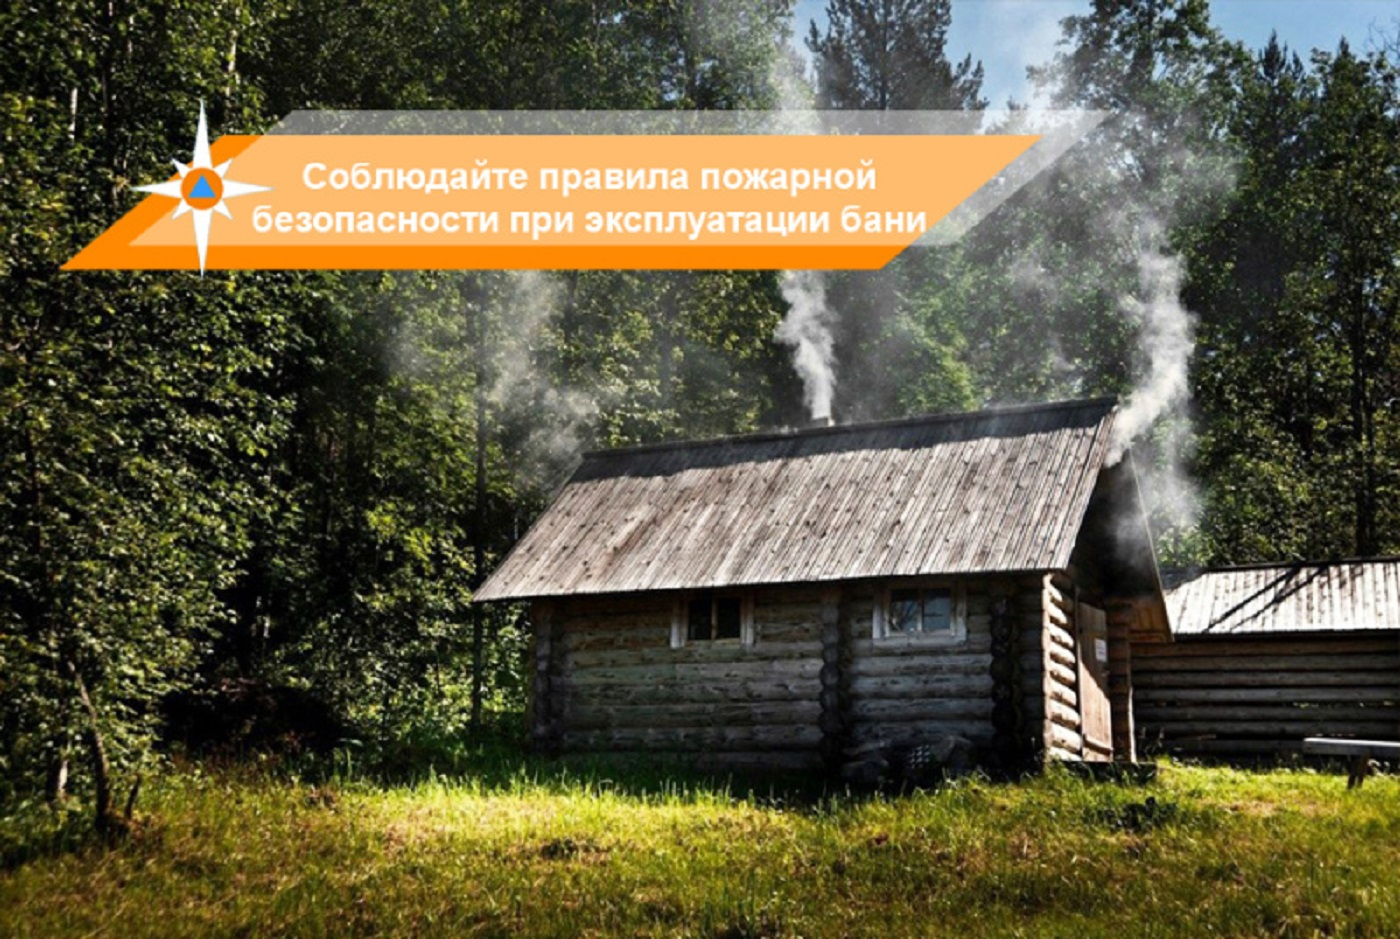 Соблюдайте правила пожарной
безопасности при эксплуатации бани